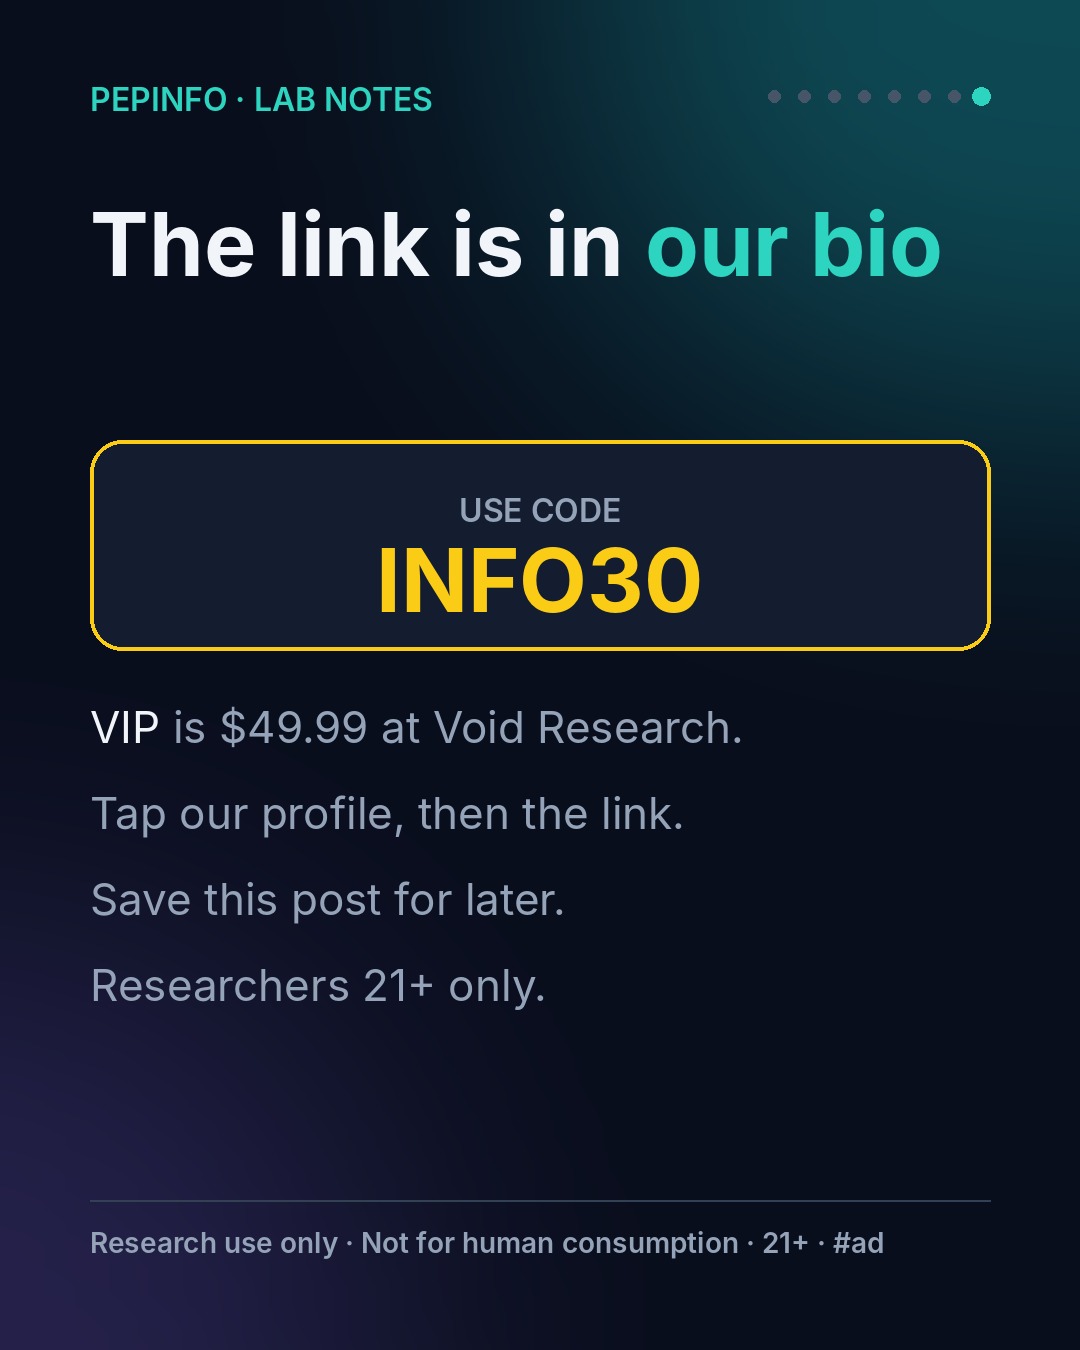 PEPINFO · LAB NOTES
The link is in our bio
USE CODE
INFO30
VIP is $49.99 at Void Research.
Tap our profile, then the link.
Save this post for later.
Researchers 21+ only.
Research use only · Not for human consumption · 21+ · #ad